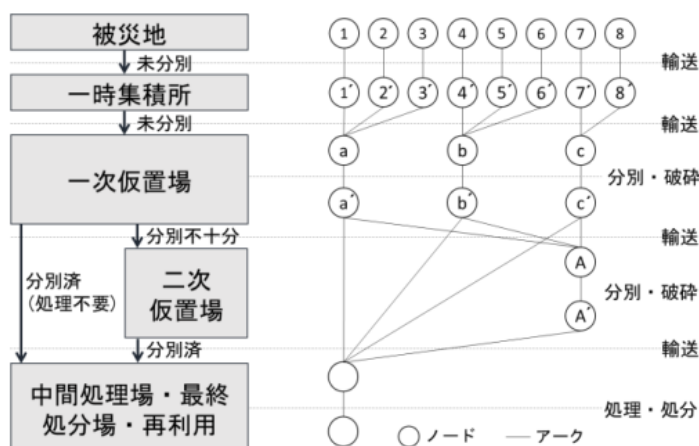 被災地
未分別
一時集積所
未分別
一次仮置場
分別不十分
分別済
(処理不要)
二次
仮置場
分別済
中間処理場・最終
処分場・再利用
1 2 3 4 5 6 7 8
輸送
1´ 2´ 3´ 4´ 5´ 6´ 7´ 8´
輸送
a b c
分別・破砕
a´ b´ c´
輸送
A
分別・破砕
A´
輸送
処理・処分
ノード アーク